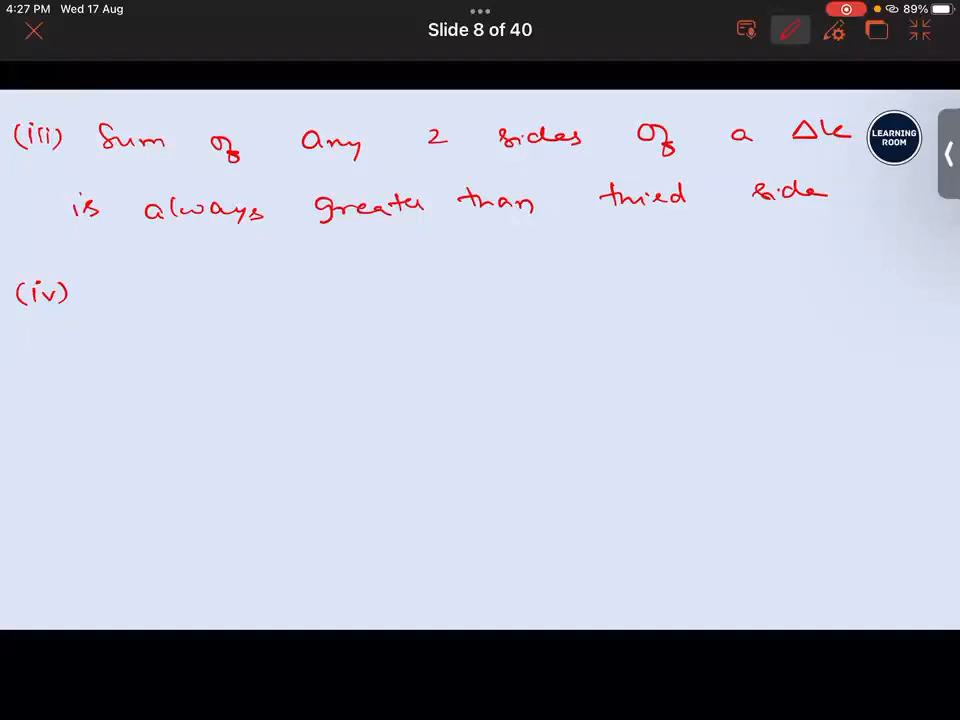 4:27 PM Wed 17 Aug
89%
Slide 8 of 40
(iii) Sum of any 2 sides of a Δle
LEARNING
ROOM
is always greater than third side
(iv)